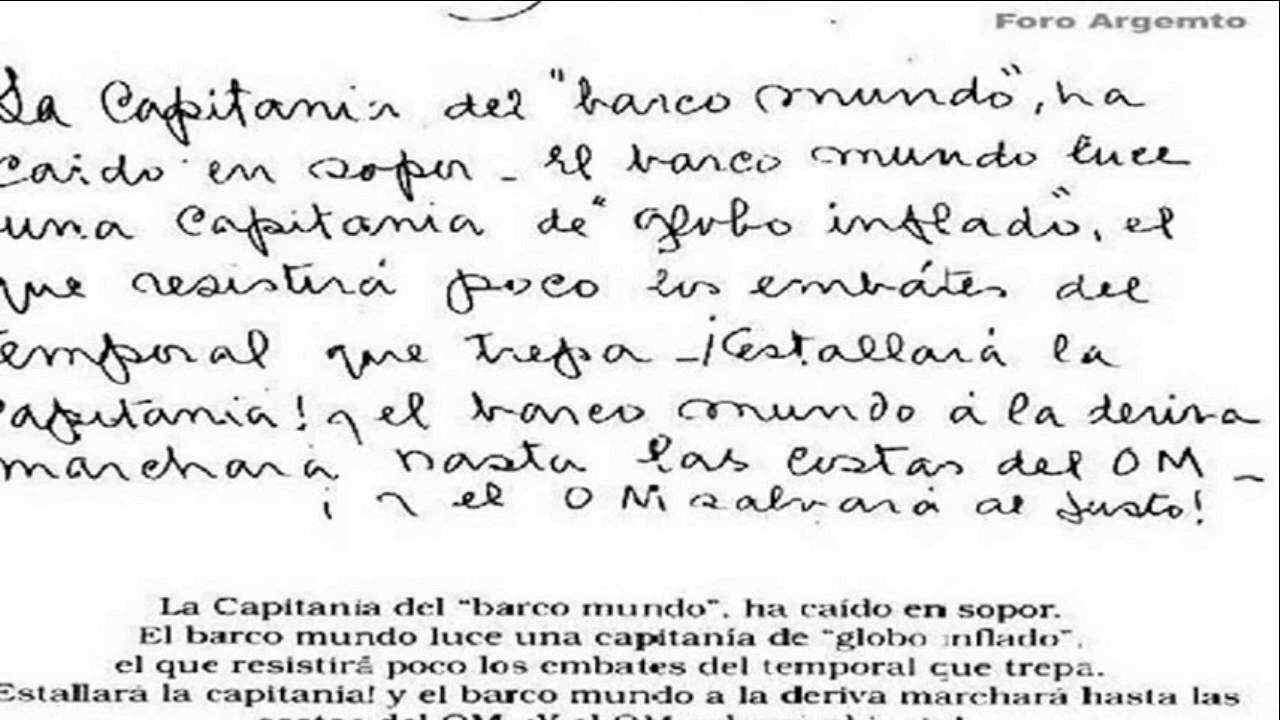 Foro Argemto
La Capitania del "barco mundo", ha
caido en sopor - El barco mundo luce
una Capitania de "globo inflado", el
que resistirá poco los embátes del
temporal que trepa - ¡Estallará la
capitania! y el barco mundo á la deriva
marchara hasta las costas del OM -
¡ y el O Ni salvará al Justo!
La Capitanía del "barco mundo", ha caído en sopor.
El barco mundo luce una capitanía de "globo inflado",
el que resistirá poco los embates del temporal que trepa.
Estallará la capitania! y el barco mundo a la deriva marchará hasta las